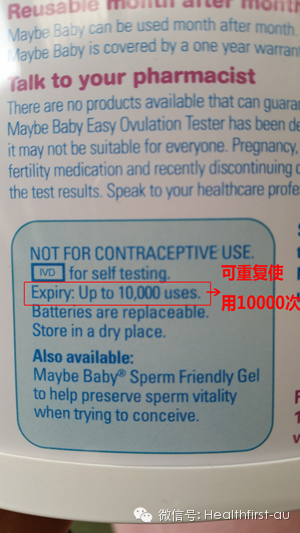 Reusable month after month
Maybe Baby can be used month after month.
Maybe Baby is covered by a one year
Talk to your pharmacist
There are no products available that can
Maybe Baby Easy Ovulation Tester has been
it may not be suitable for everyone. Pregnancy,
fertility medication and recently discontinuing
the test results. Speak to your healthcare
NOT FOR CONTRACEPTIVE USE.
IVD for self testing.
Expiry: Up to 10,000 uses.
可重复使
用10000次
Batteries are replaceable.
Store in a dry place.
Also available:
Maybe Baby® Sperm Friendly Gel
to help preserve sperm vitality
when trying to conceive.
微信号: Healthfirst-au